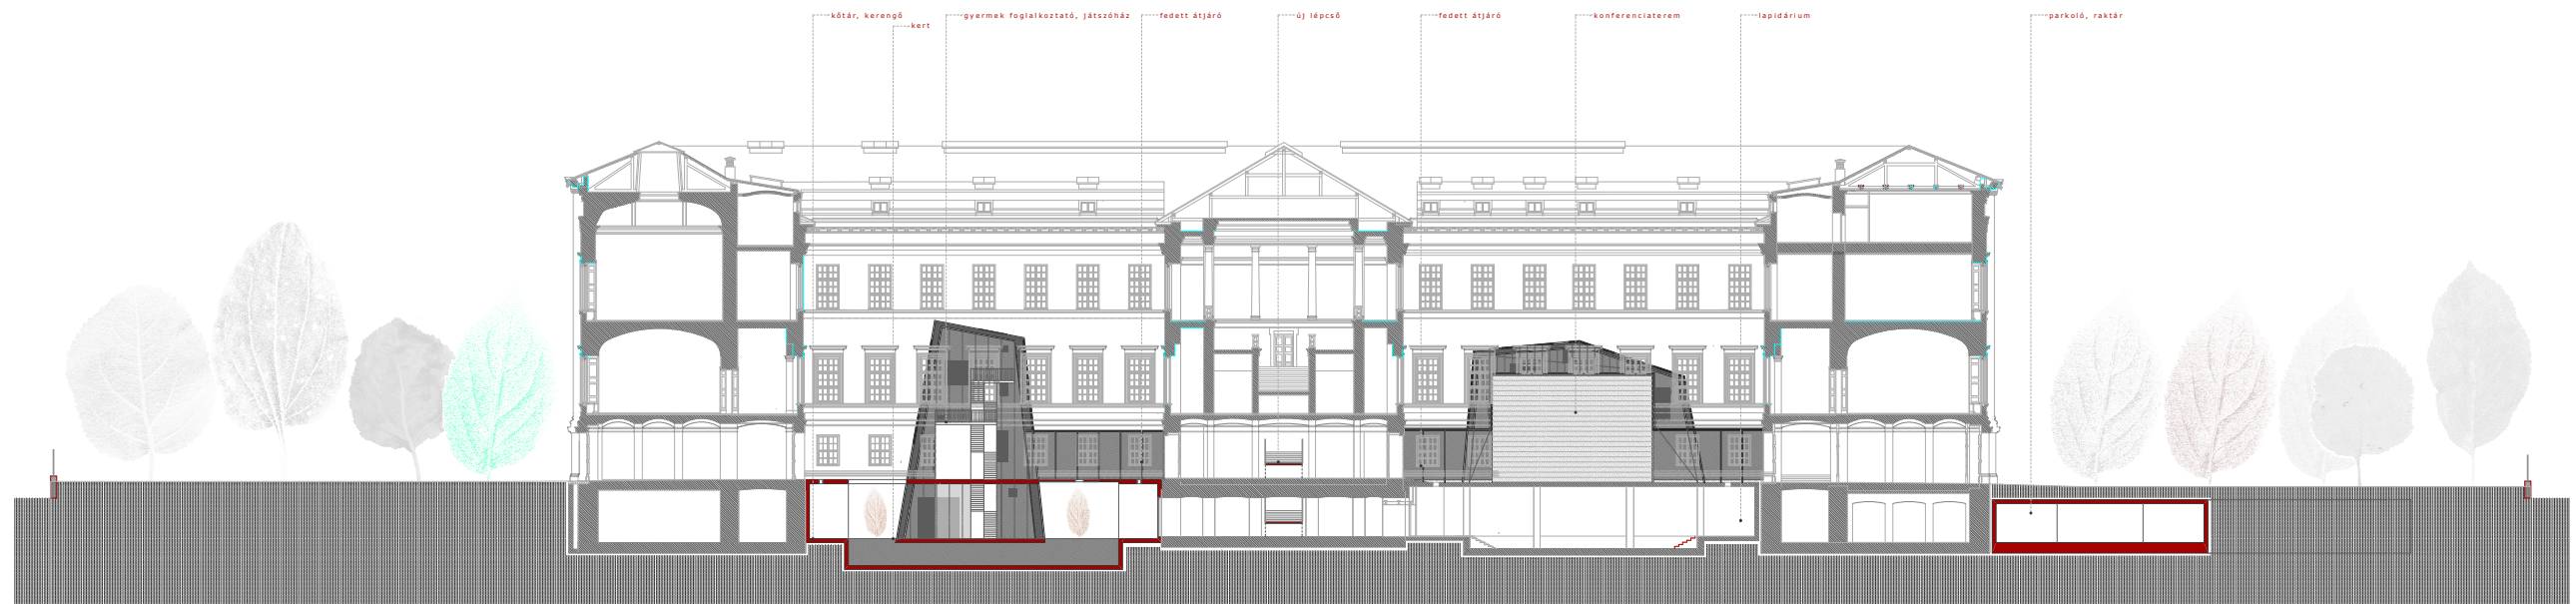 kőtár, kerengő
kert
gyermek foglalkoztató, játszóház
fedett átjáró
új lépcső
fedett átjáró
konferenciaterem
lapidárium
parkoló, raktár